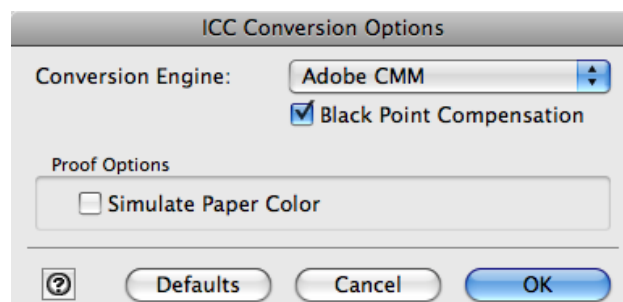 ICC Conversion Options
Conversion Engine: Adobe CMM
Black Point Compensation
Proof Options
Simulate Paper Color
? Defaults Cancel OK